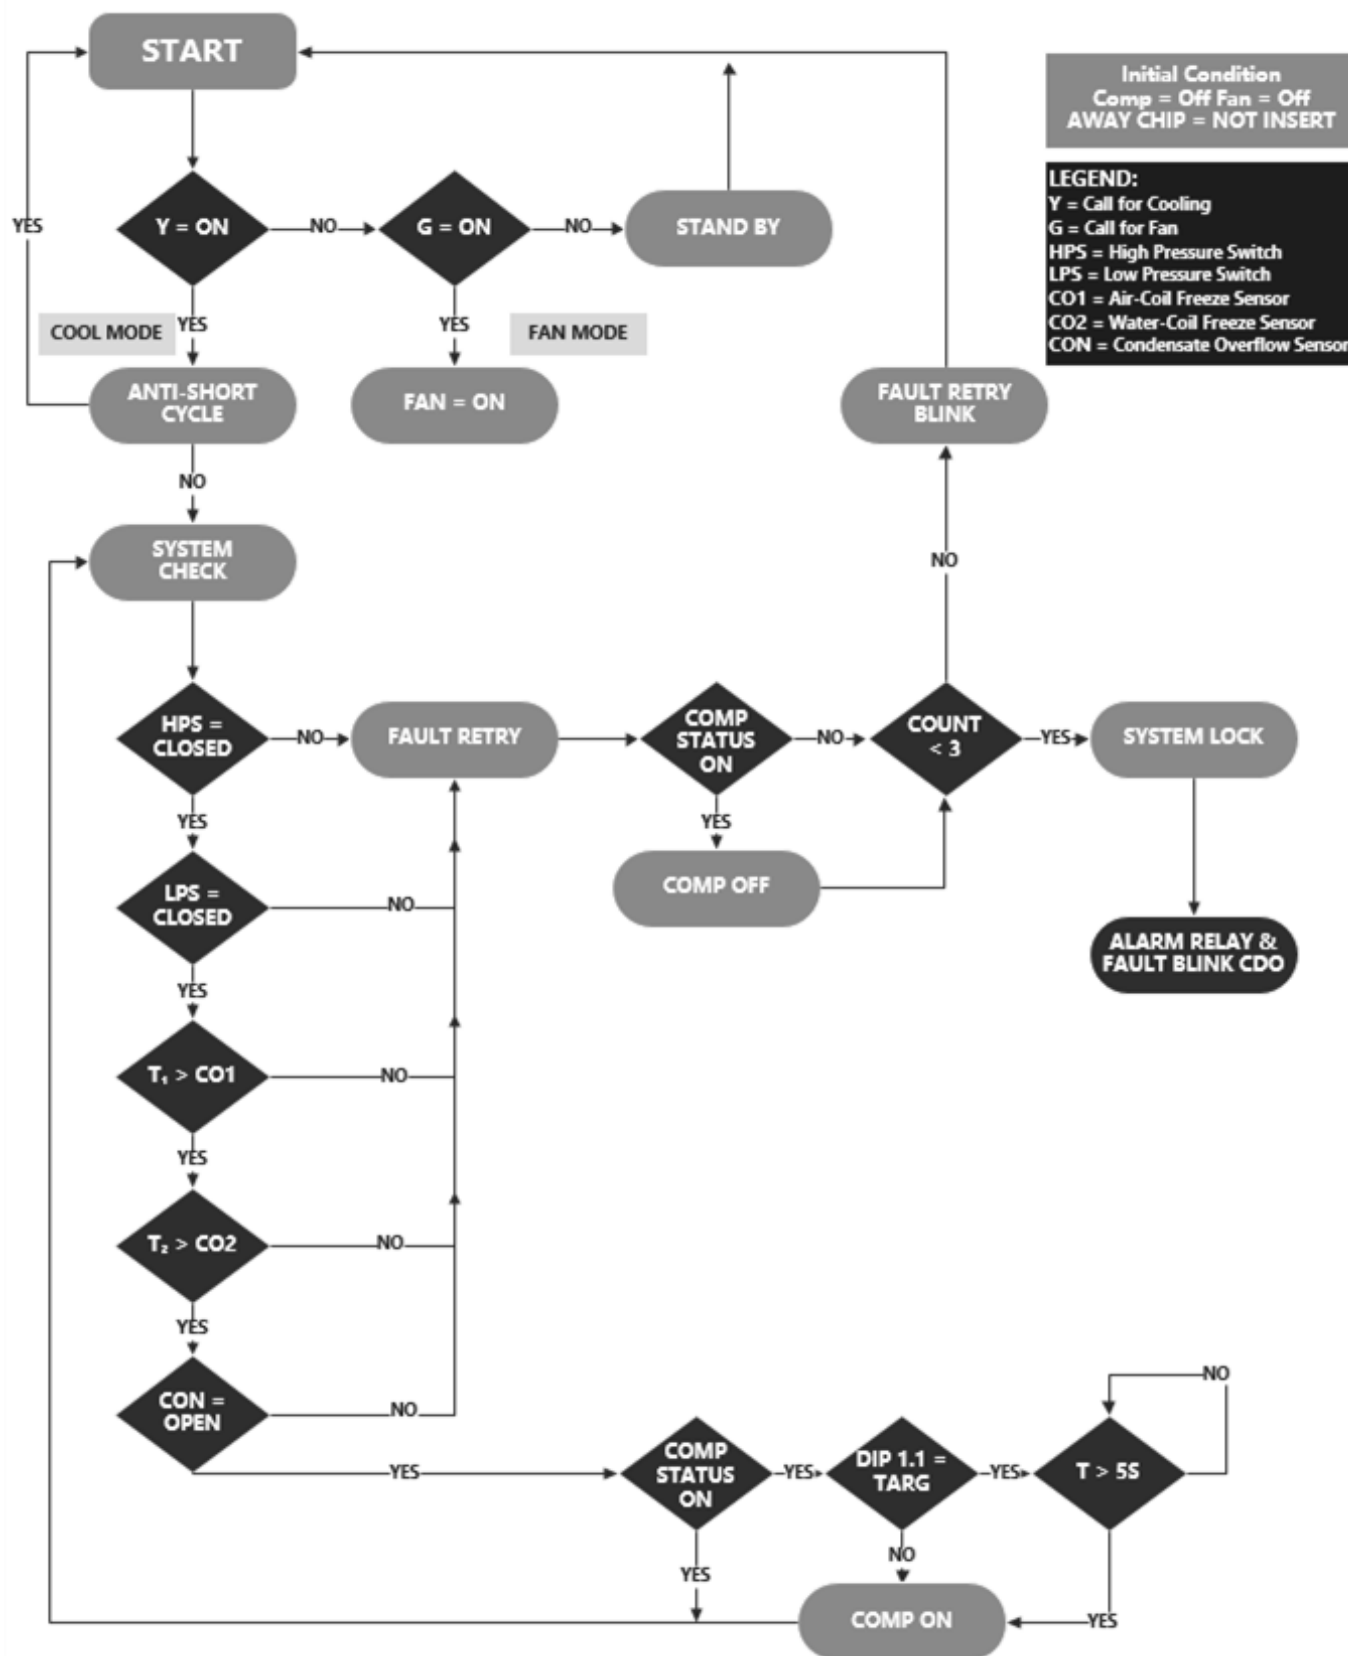 START
Initial Condition
Comp = Off Fan = Off
AWAY CHIP = NOT INSERT
LEGEND:
Y = Call for Cooling
G = Call for Fan
HPS = High Pressure Switch
LPS = Low Pressure Switch
CO1 = Air-Coil Freeze Sensor
CO2 = Water-Coil Freeze Sensor
CON = Condensate Overflow Sensor
YES
Y = ON
NO
G = ON
NO
STAND BY
COOL MODE
YES
YES
FAN MODE
ANTI-SHORT
CYCLE
FAN = ON
FAULT RETRY
BLINK
NO
SYSTEM
CHECK
NO
HPS =
CLOSED
NO
FAULT RETRY
COMP
STATUS
ON
NO
COUNT
< 3
YES
SYSTEM LOCK
YES
YES
LPS =
CLOSED
NO
COMP OFF
ALARM RELAY &
FAULT BLINK CDO
YES
T₁ > CO1
NO
YES
T₂ > CO2
NO
YES
CON =
OPEN
NO
NO
YES
COMP
STATUS
ON
YES
DIP 1.1 =
TARG
YES
T > 5S
NO
YES
COMP ON
YES